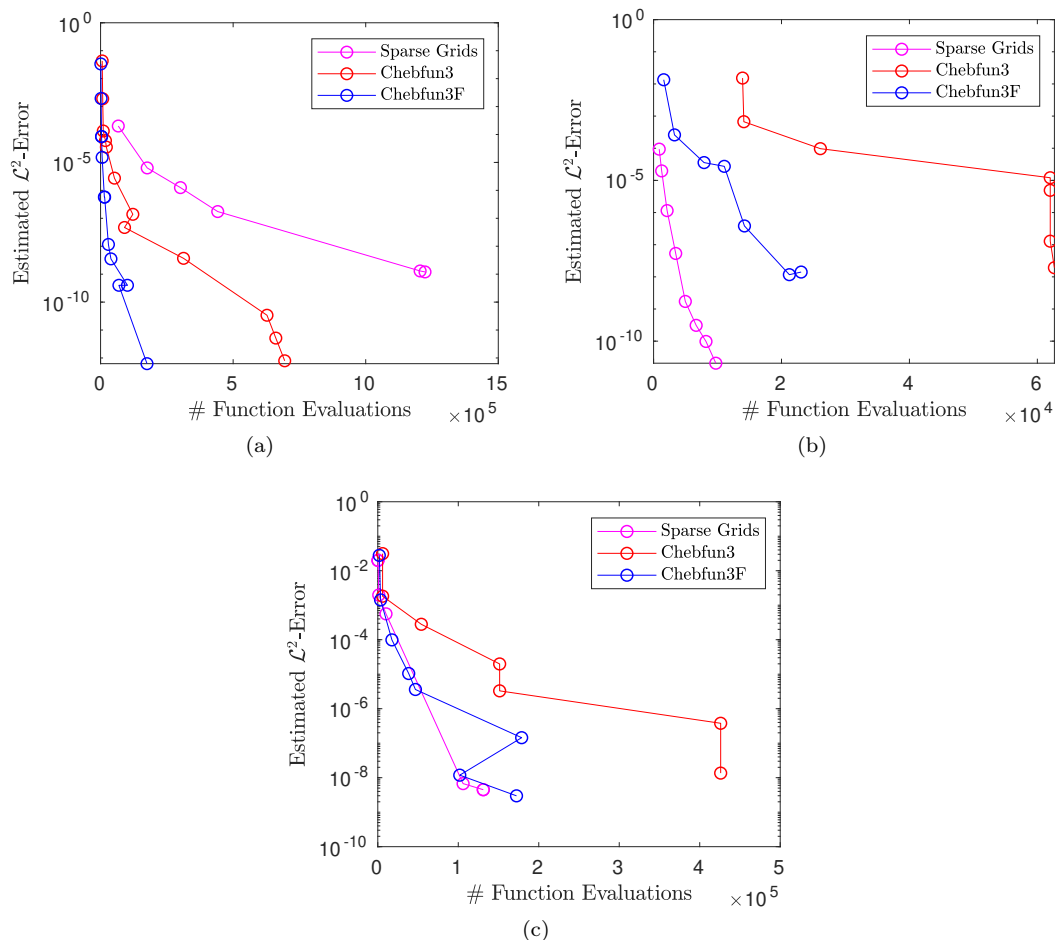 10^0
10^-5
10^-10
Estimated ℒ^2-Error
Sparse Grids
Chebfun3
Chebfun3F
0 5 10 15
# Function Evaluations ×10^5
(a)
10^0
10^-5
10^-10
Estimated ℒ^2-Error
Sparse Grids
Chebfun3
Chebfun3F
0 2 4 6
# Function Evaluations ×10^4
(b)
10^0
10^-2
10^-4
10^-6
10^-8
10^-10
Estimated ℒ^2-Error
Sparse Grids
Chebfun3
Chebfun3F
0 1 2 3 4 5
# Function Evaluations ×10^5
(c)